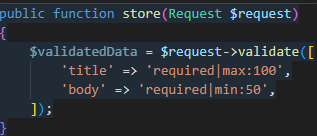 public function store(Request $request)
{
    $validatedData = $request->validate([
        'title' => 'required|max:100',
        'body' => 'required|min:50',
    ]);
}